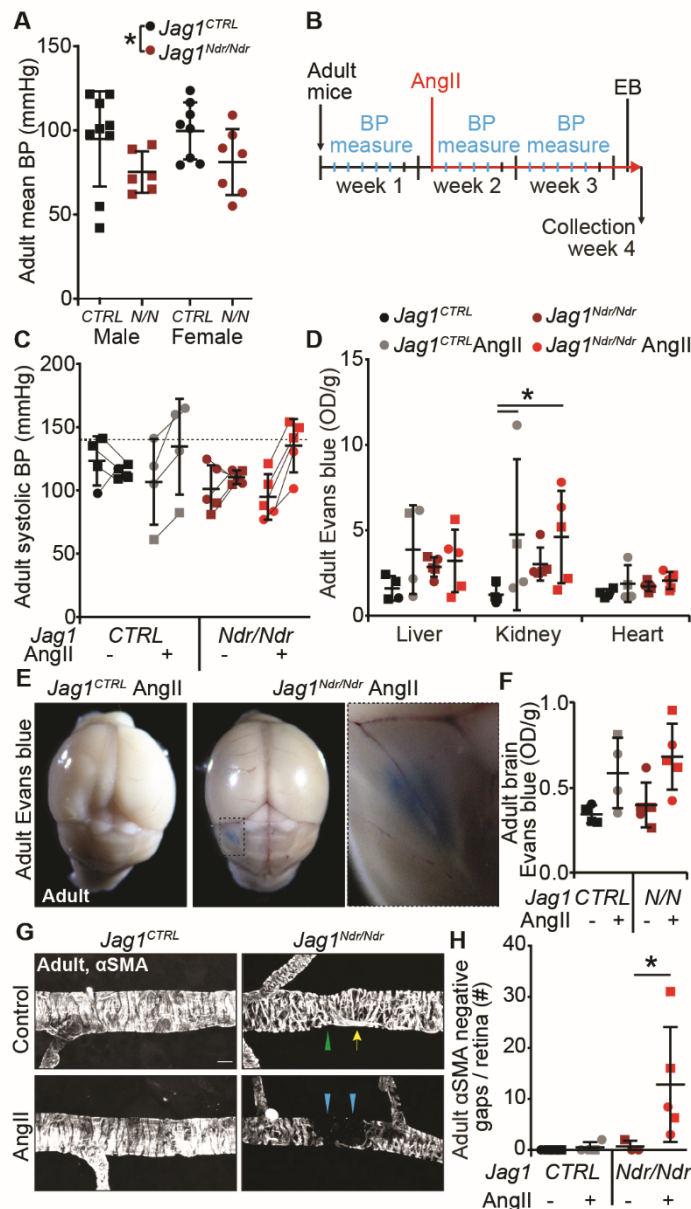 A
Adult mean BP (mmHg)
150
100
50
0
* Jag1CTRL
Jag1Ndr/Ndr
CTRL N/N CTRL N/N
Male Female
B
Adult mice
AngII
EB
BP measure BP measure BP measure
week 1 week 2 week 3
Collection week 4
C
Adult systolic BP (mmHg)
200
150
100
50
0
Jag1 CTRL Ndr/Ndr
AngII - + - +
D
Jag1CTRL Jag1Ndr/Ndr
Jag1CTRL AngII Jag1Ndr/Ndr AngII
Adult Evans blue (OD/g)
15
10
5
0
*
Liver Kidney Heart
E
Jag1CTRL AngII Jag1Ndr/Ndr AngII
Adult Evans blue
Adult
F
Adult brain
Evans blue (OD/g)
1.0
0.5
0.0
Jag1 CTRL N/N
AngII - + - +
G
Jag1CTRL Jag1Ndr/Ndr
Adult, αSMA
Control
AngII
H
Adult αSMA negative
gaps / retina (#)
40
30
20
10
0
*
Jag1 CTRL Ndr/Ndr
AngII - + - +